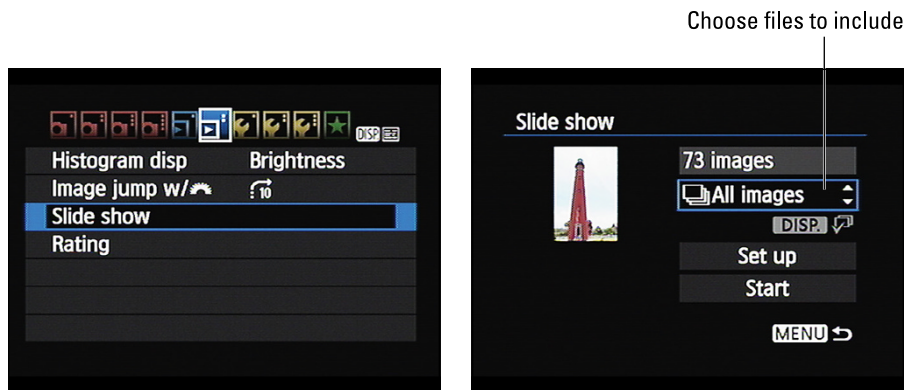 Choose files to include
DISP.
Histogram disp Brightness
Image jump w/ 10
Slide show
Rating
Slide show
73 images
All images
DISP.
Set up
Start
MENU